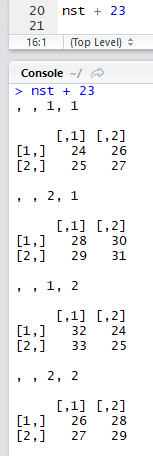 20 nst + 23
21
16:1 (Top Level)
Console ~/
> nst + 23
, , 1, 1
[,1] [,2]
[1,] 24 26
[2,] 25 27
, , 2, 1
[,1] [,2]
[1,] 28 30
[2,] 29 31
, , 1, 2
[,1] [,2]
[1,] 32 24
[2,] 33 25
, , 2, 2
[,1] [,2]
[1,] 26 28
[2,] 27 29